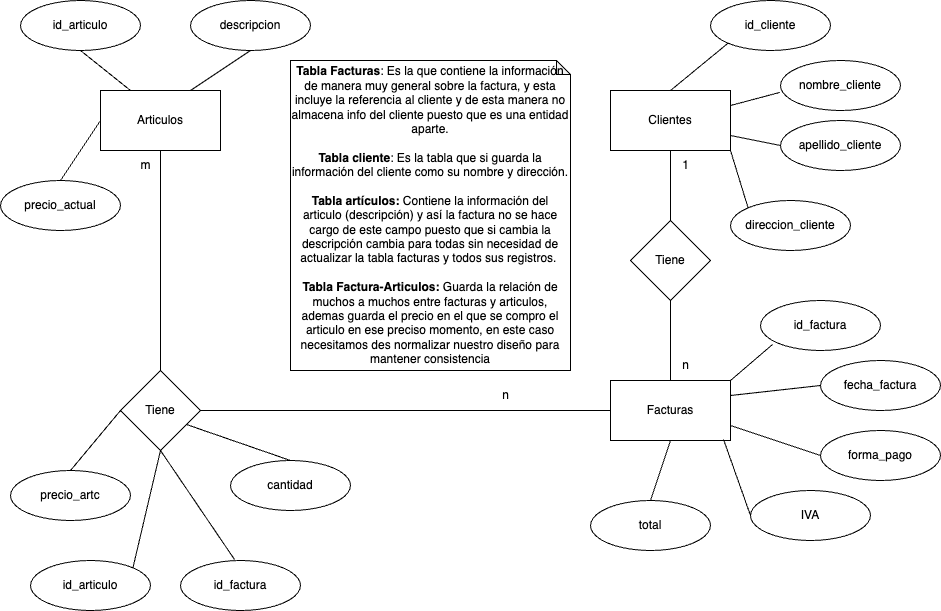 id_articulo
descripcion
id_cliente
Tabla Facturas: Es la que contiene la información
de manera muy general sobre la factura, y esta
incluye la referencia al cliente y de esta manera no
almacena info del cliente puesto que es una entidad
aparte.
Tabla cliente: Es la tabla que si guarda la
información del cliente como su nombre y dirección.
Tabla artículos: Contiene la información del
articulo (descripción) y así la factura no se hace
cargo de este campo puesto que si cambia la
descripción cambia para todas sin necesidad de
actualizar la tabla facturas y todos sus registros.
Tabla Factura-Articulos: Guarda la relación de
muchos a muchos entre facturas y articulos,
ademas guarda el precio en el que se compro el
articulo en ese preciso momento, en este caso
necesitamos des normalizar nuestro diseño para
mantener consistencia
nombre_cliente
Articulos
Clientes
apellido_cliente
m
1
precio_actual
direccion_cliente
Tiene
id_factura
n
fecha_factura
n
Tiene
Facturas
forma_pago
precio_artc
cantidad
IVA
total
id_articulo
id_factura